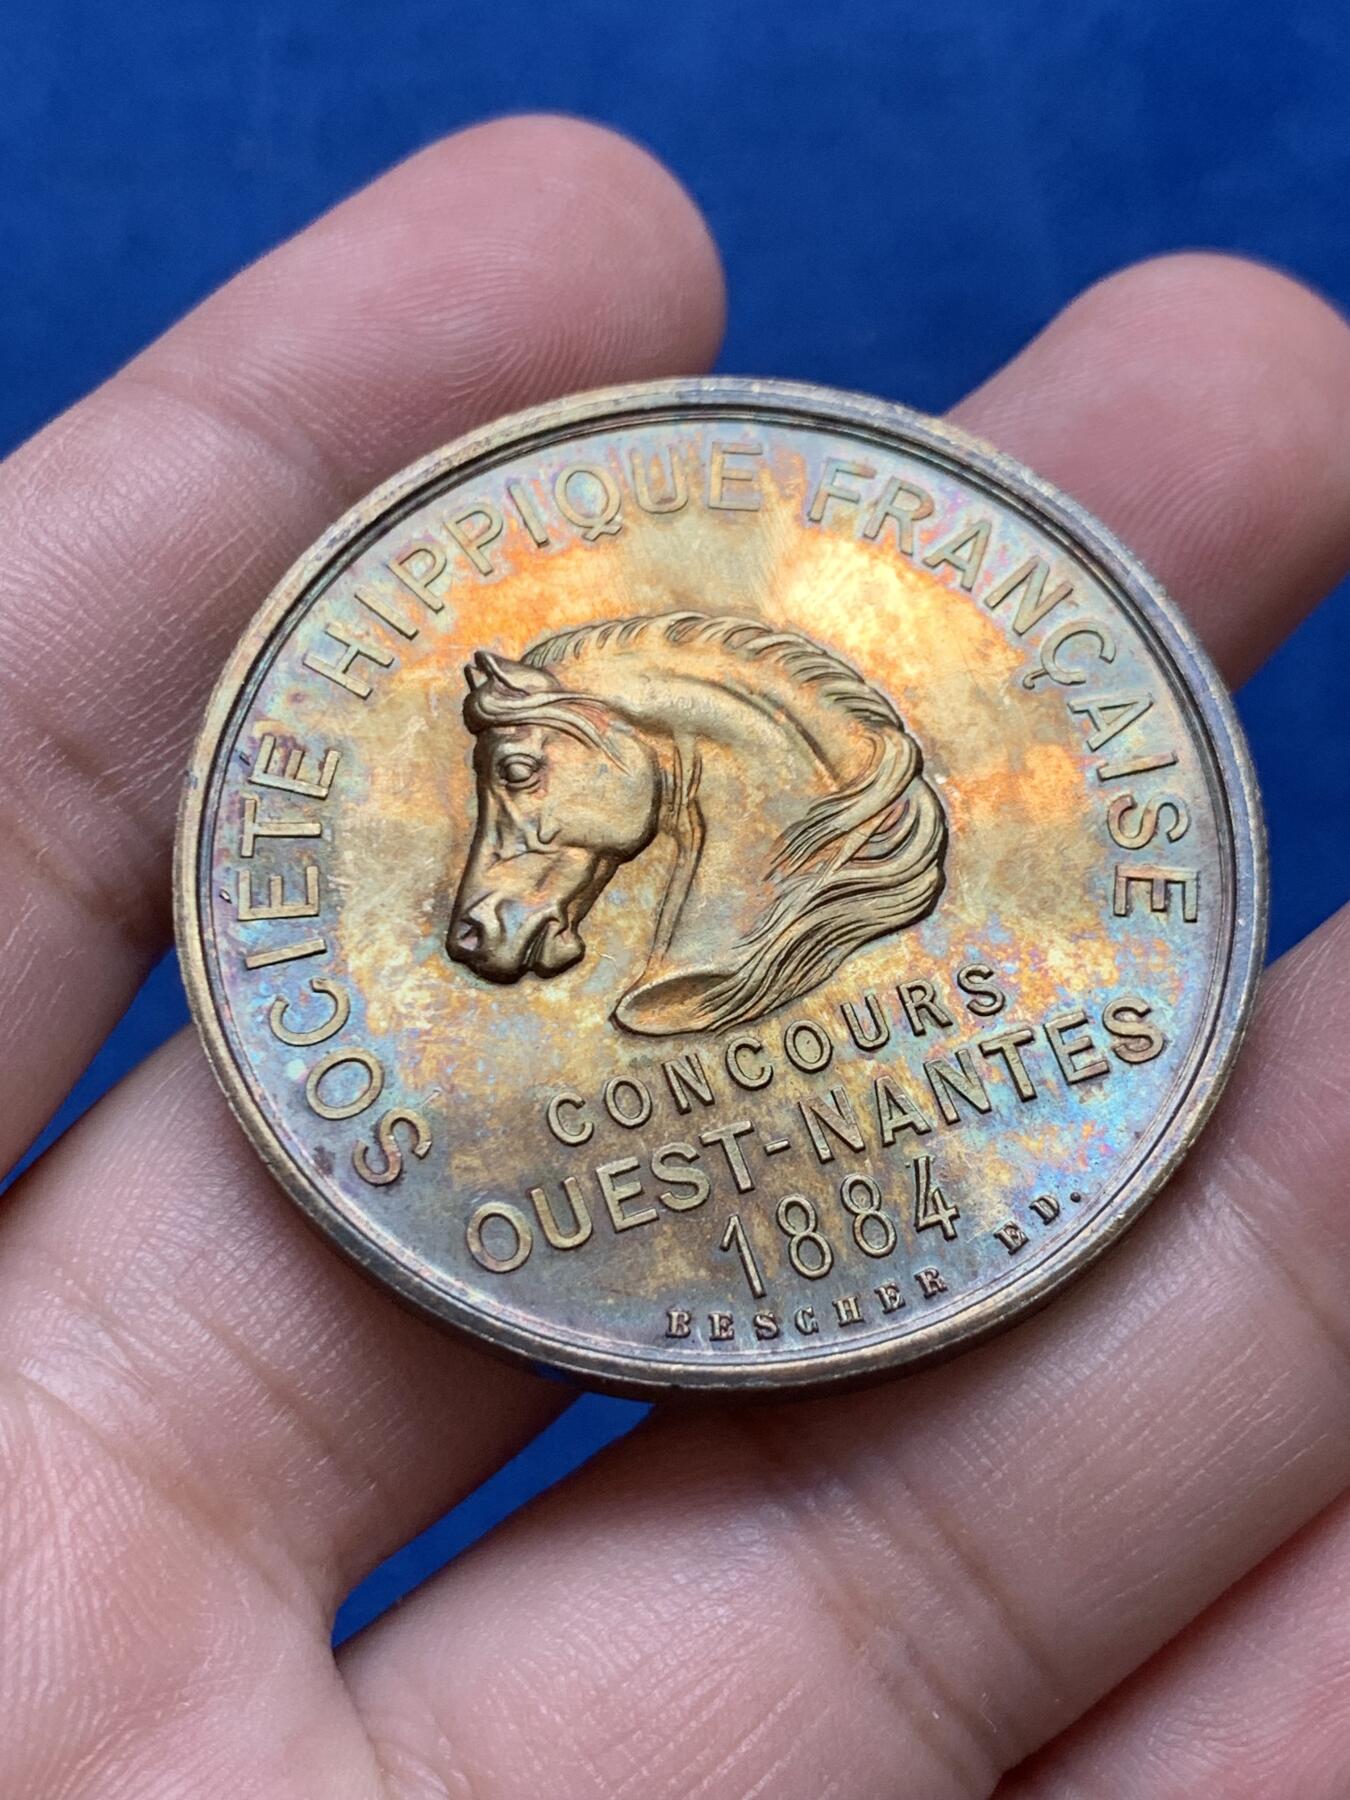 SOCIÉTÉ HIPPIQUE FRANÇAISE
CONCOURS
OUEST-NANTES
1884
BESCHER ED.